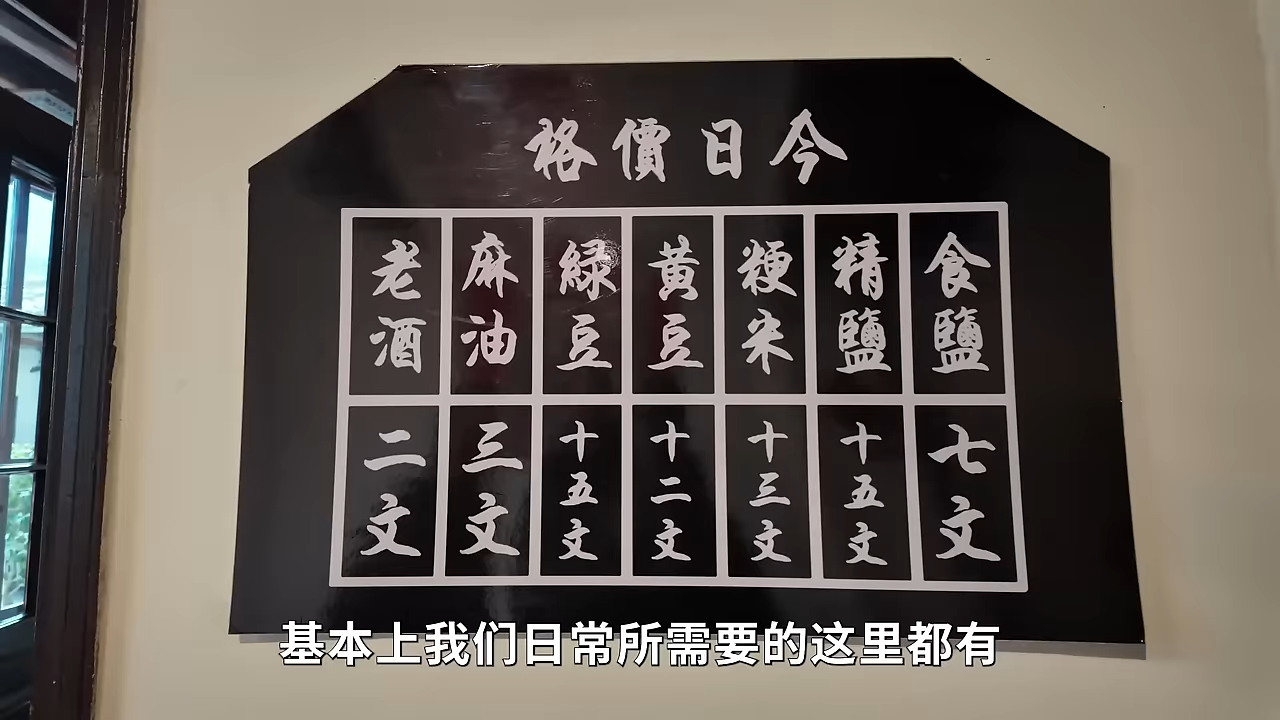 今日價格
食鹽 七文
精鹽 十五文
粳米 十三文
黄豆 十二文
緑豆 十五文
麻油 三文
老酒 二文
基本上我们日常所需要的这里都有